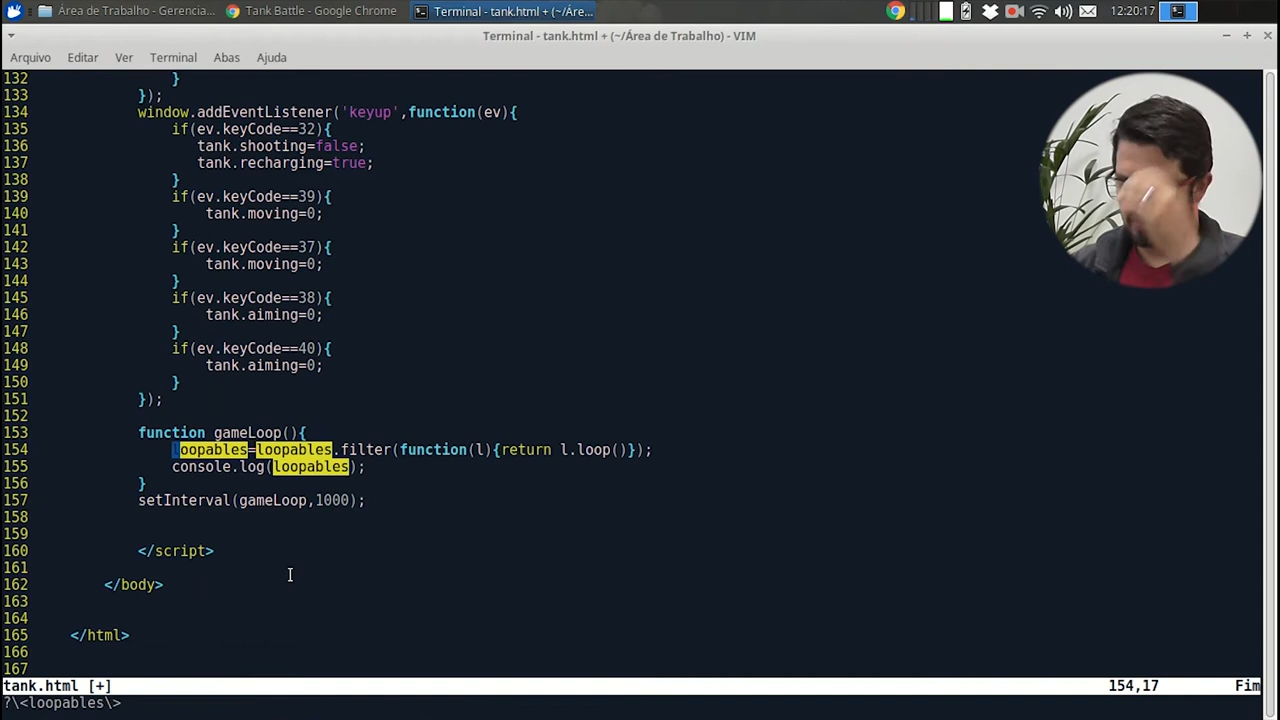 Área de Trabalho - Gerencia... Tank Battle - Google Chrome Terminal - tank.html + (~/Áre... 12:20:17
Terminal - tank.html + (~/Área de Trabalho) - VIM
Arquivo Editar Ver Terminal Abas Ajuda
132 }
133 });
134 window.addEventListener('keyup',function(ev){
135 if(ev.keyCode==32){
136 tank.shooting=false;
137 tank.recharging=true;
138 }
139 if(ev.keyCode==39){
140 tank.moving=0;
141 }
142 if(ev.keyCode==37){
143 tank.moving=0;
144 }
145 if(ev.keyCode==38){
146 tank.aiming=0;
147 }
148 if(ev.keyCode==40){
149 tank.aiming=0;
150 }
151 });
152
153 function gameLoop(){
154 loopables=loopables.filter(function(l){return l.loop()});
155 console.log(loopables);
156 }
157 setInterval(gameLoop,1000);
158
159
160 </script>
161
162 </body>
163
164
165 </html>
166
167
tank.html [+] 154,17 Fim
?\<loopables\>